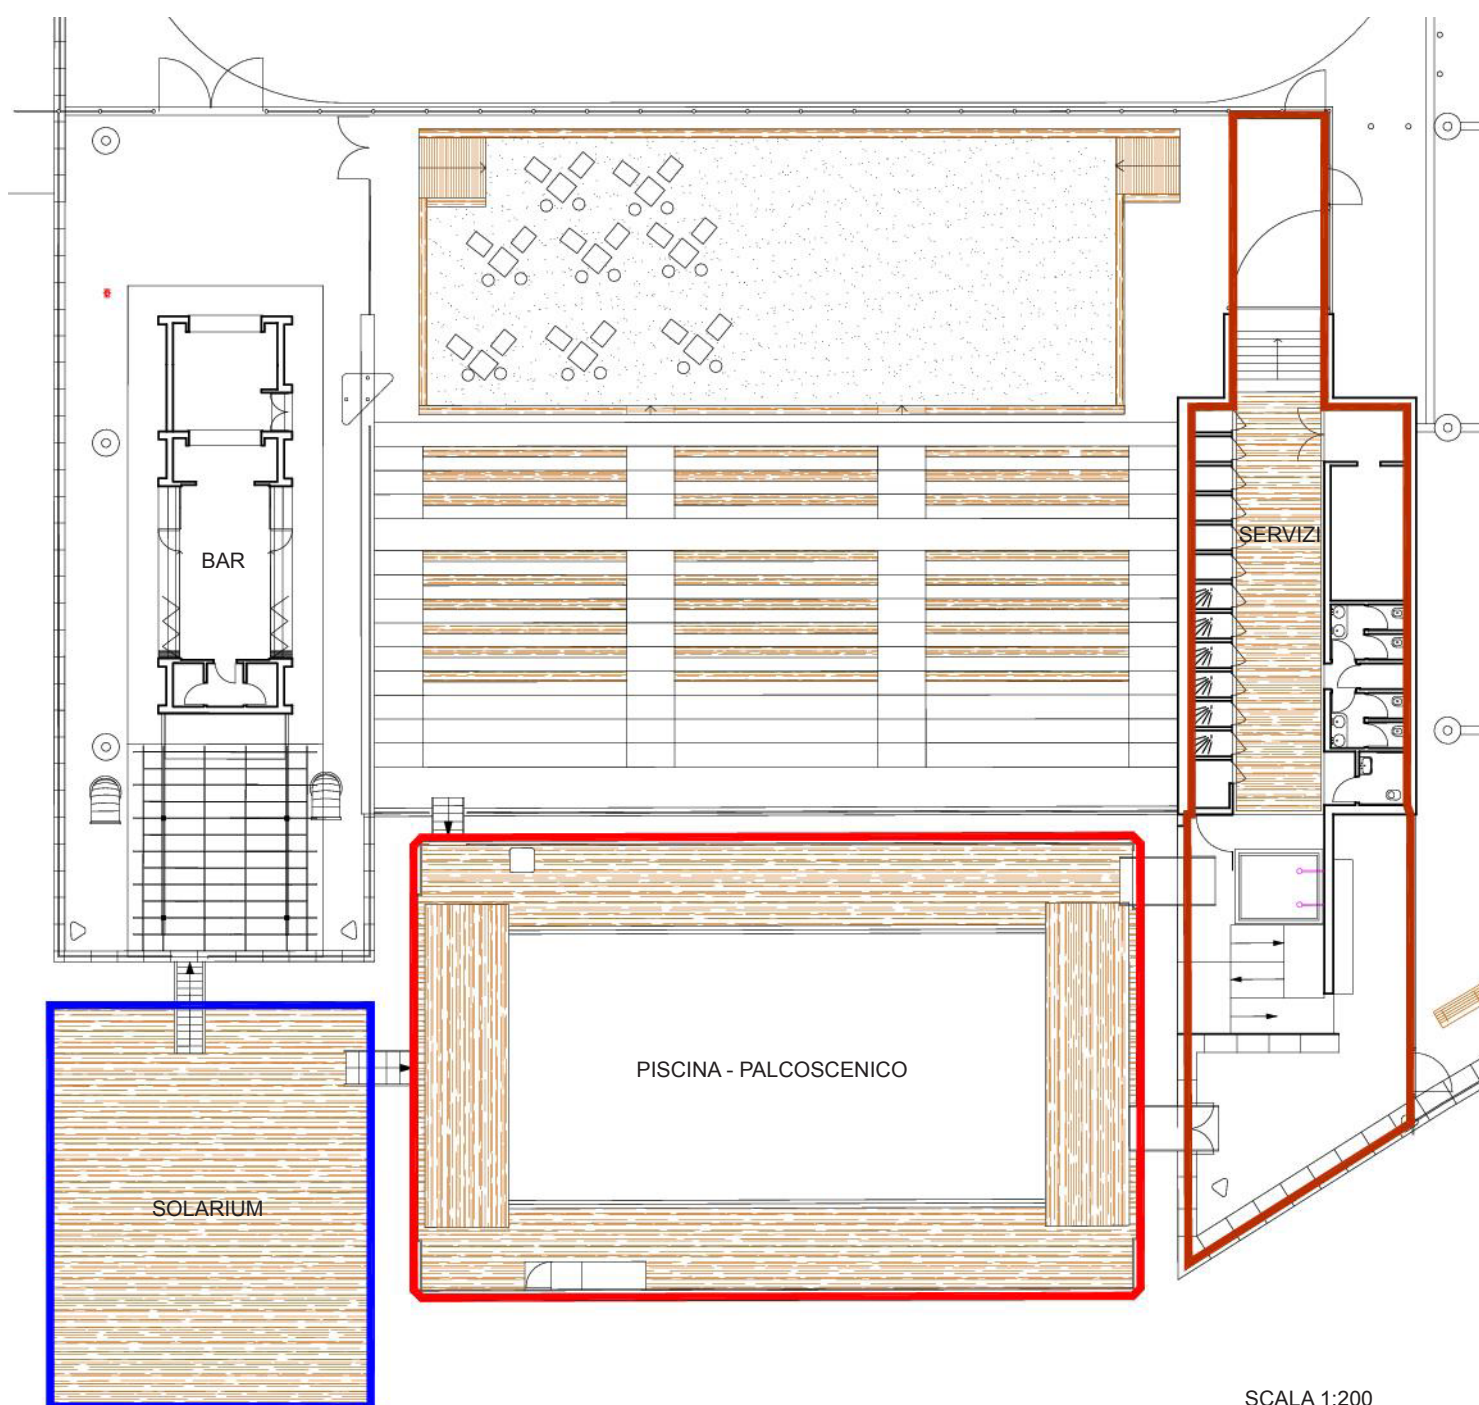 SERVIZI
BAR
PISCINA - PALCOSCENICO
SOLARIUM
SCALA 1:200